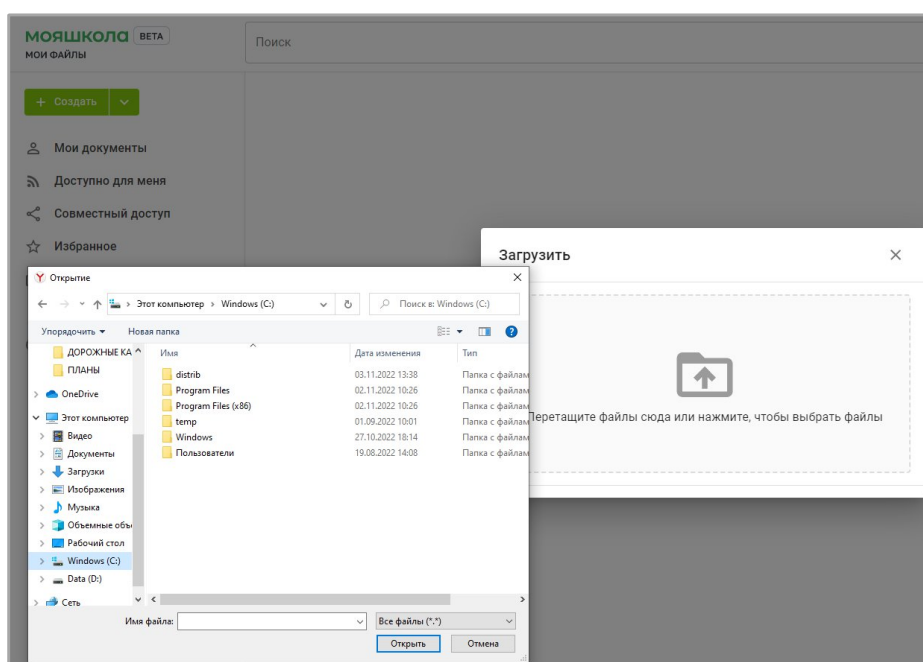 МОЯШКОЛА BETA
МОИ ФАЙЛЫ
Поиск
+ Создать
Мои документы
Доступно для меня
Совместный доступ
Избранное
Загрузить
Перетащите файлы сюда или нажмите, чтобы выбрать файлы
Открытие
Этот компьютер › Windows (C:)
Поиск в: Windows (C:)
Упорядочить
Новая папка
ДОРОЖНЫЕ КА
ПЛАНЫ
OneDrive
Этот компьютер
Видео
Документы
Загрузки
Изображения
Музыка
Объемные объ
Рабочий стол
Windows (C:)
Data (D:)
Сеть
Имя Дата изменения Тип
distrib 03.11.2022 13:38 Папка с файлам
Program Files 02.11.2022 10:26 Папка с файлам
Program Files (x86) 02.11.2022 10:26 Папка с файлам
temp 01.09.2022 10:01 Папка с файлам
Windows 27.10.2022 18:14 Папка с файлам
Пользователи 19.08.2022 14:08 Папка с файлам
Имя файла:
Все файлы (*.*)
Открыть
Отмена